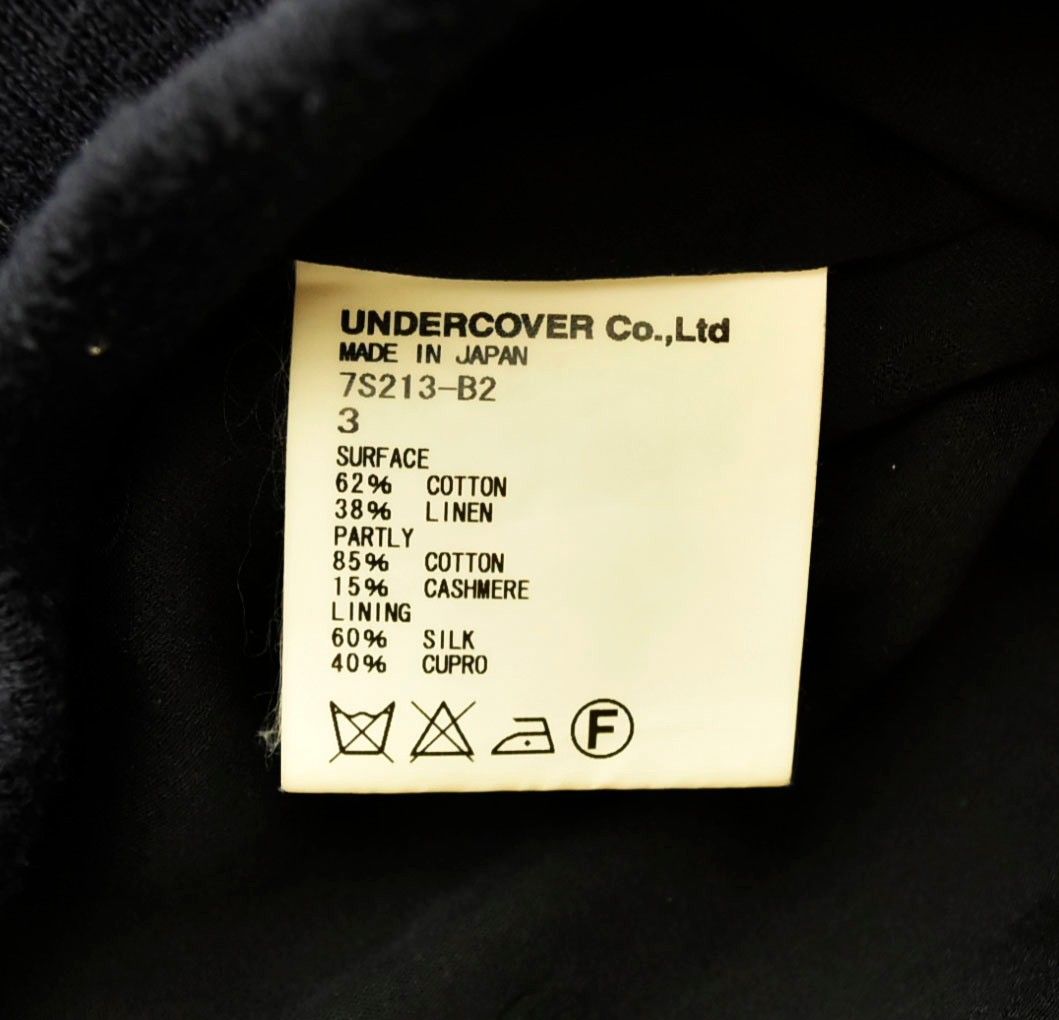 UNDERCOVER Co.,Ltd
MADE IN JAPAN
7S213-B2
3
SURFACE
62% COTTON
38% LINEN
PARTLY
85% COTTON
15% CASHMERE
LINING
60% SILK
40% CUPRO
F